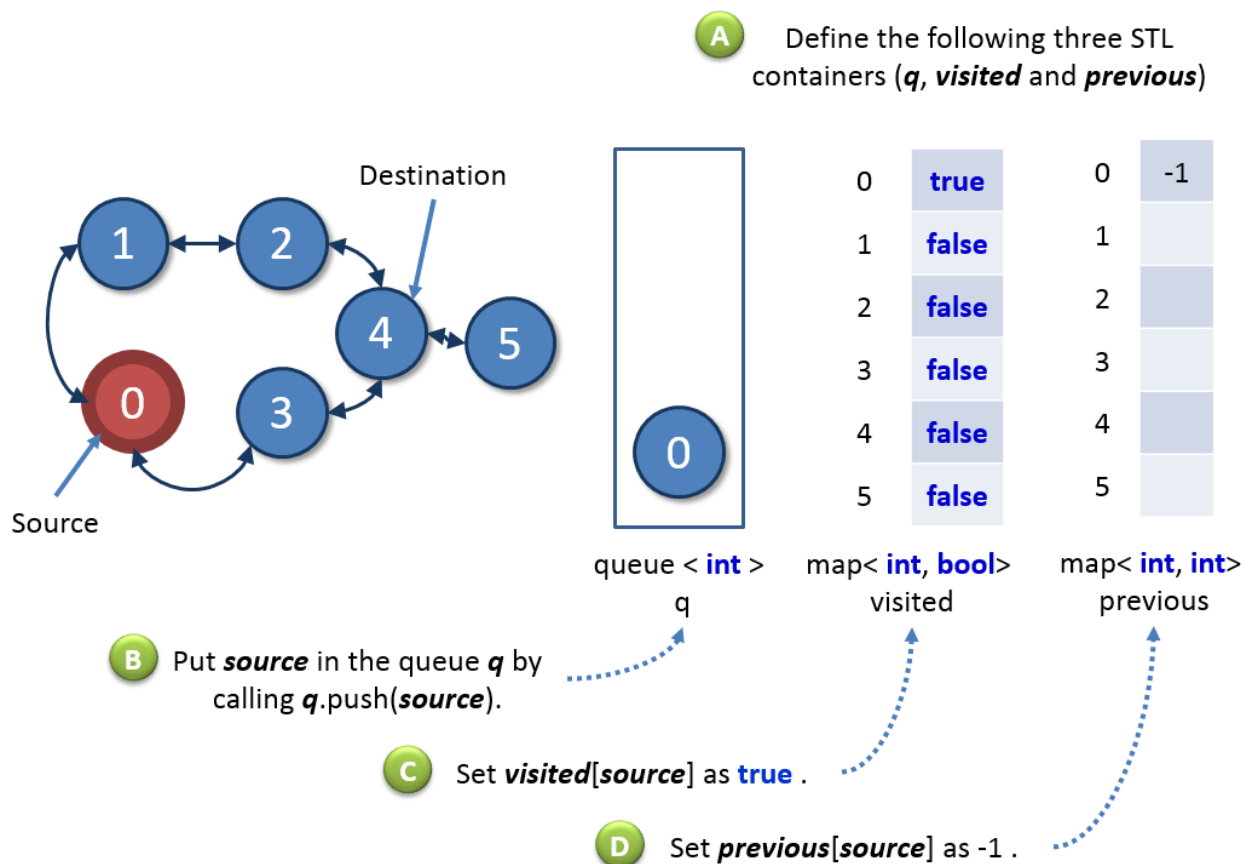 A
Define the following three STL
containers (q, visited and previous)
Destination
Source
1
2
4
5
0
3
0
0 true
1 false
2 false
3 false
4 false
5 false
0 -1
1
2
3
4
5
queue < int >
q
map< int, bool>
visited
map< int, int>
previous
B
Put source in the queue q by
calling q.push(source).
C
Set visited[source] as true .
D
Set previous[source] as -1 .